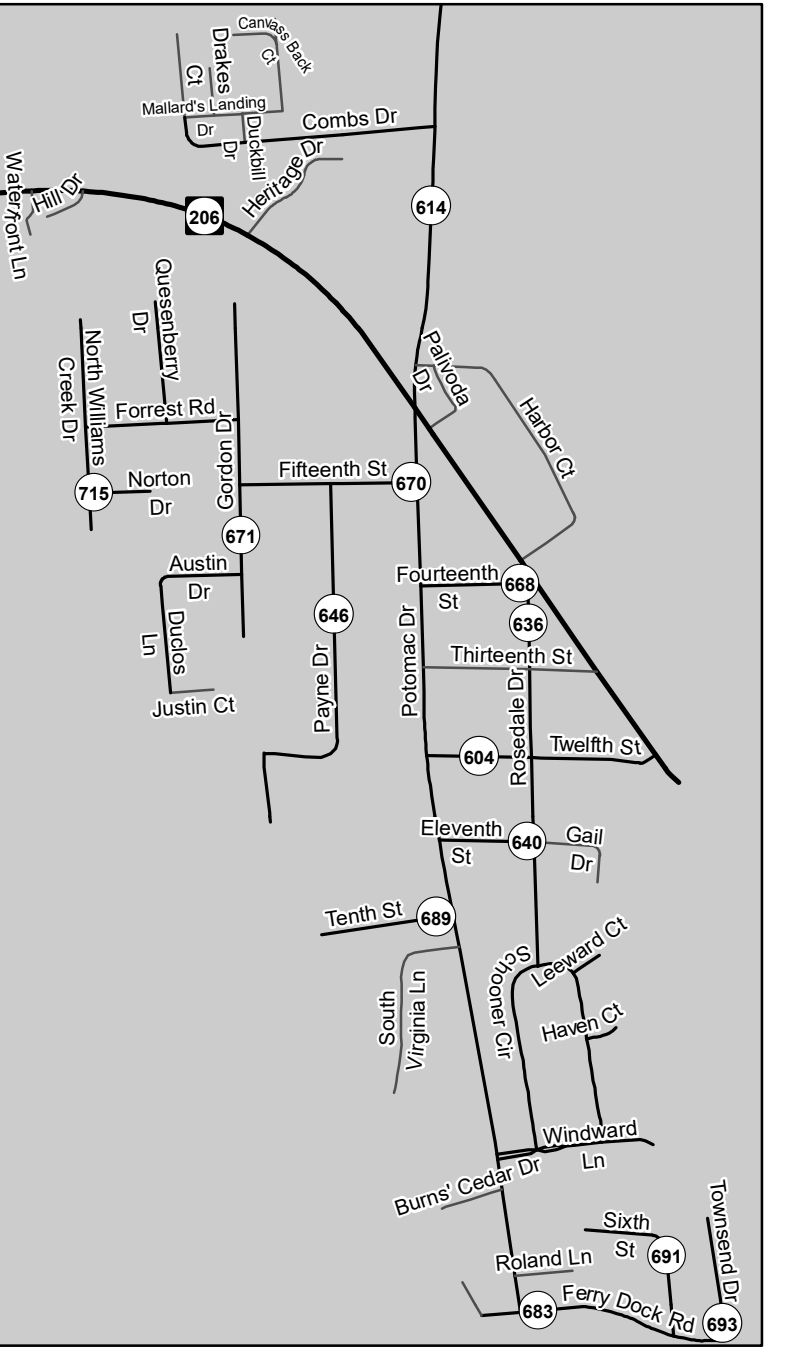 Canvass Back
Ct
Drakes
Ct
Mallard's Landing
Dr
Duckbill
Dr
Combs Dr
Heritage Dr
Waterfront Ln
Hill Dr
206
614
Quesenberry
Dr
North Williams
Creek Dr
Forrest Rd
Gordon Dr
Palivoda
Dr
Harbor Ct
Fifteenth St
670
Norton
Dr
715
671
Austin
Dr
Duclos
Ln
Justin Ct
646
Payne Dr
Fourteenth
St
668
636
Potomac Dr
Thirteenth St
Rosedale Dr
604
Twelfth St
Eleventh
St
640
Gail
Dr
Tenth St
689
South
Virginia Ln
Schooner Cir
Leeward Ct
Haven Ct
Windward
Ln
Burns' Cedar Dr
Sixth
St
691
Townsend Dr
Roland Ln
683
Ferry Dock Rd
693